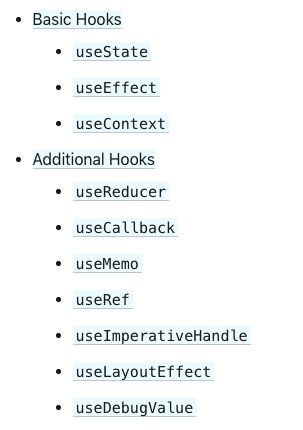 Basic Hooks
useState
useEffect
useContext
Additional Hooks
useReducer
useCallback
useMemo
useRef
useImperativeHandle
useLayoutEffect
useDebugValue